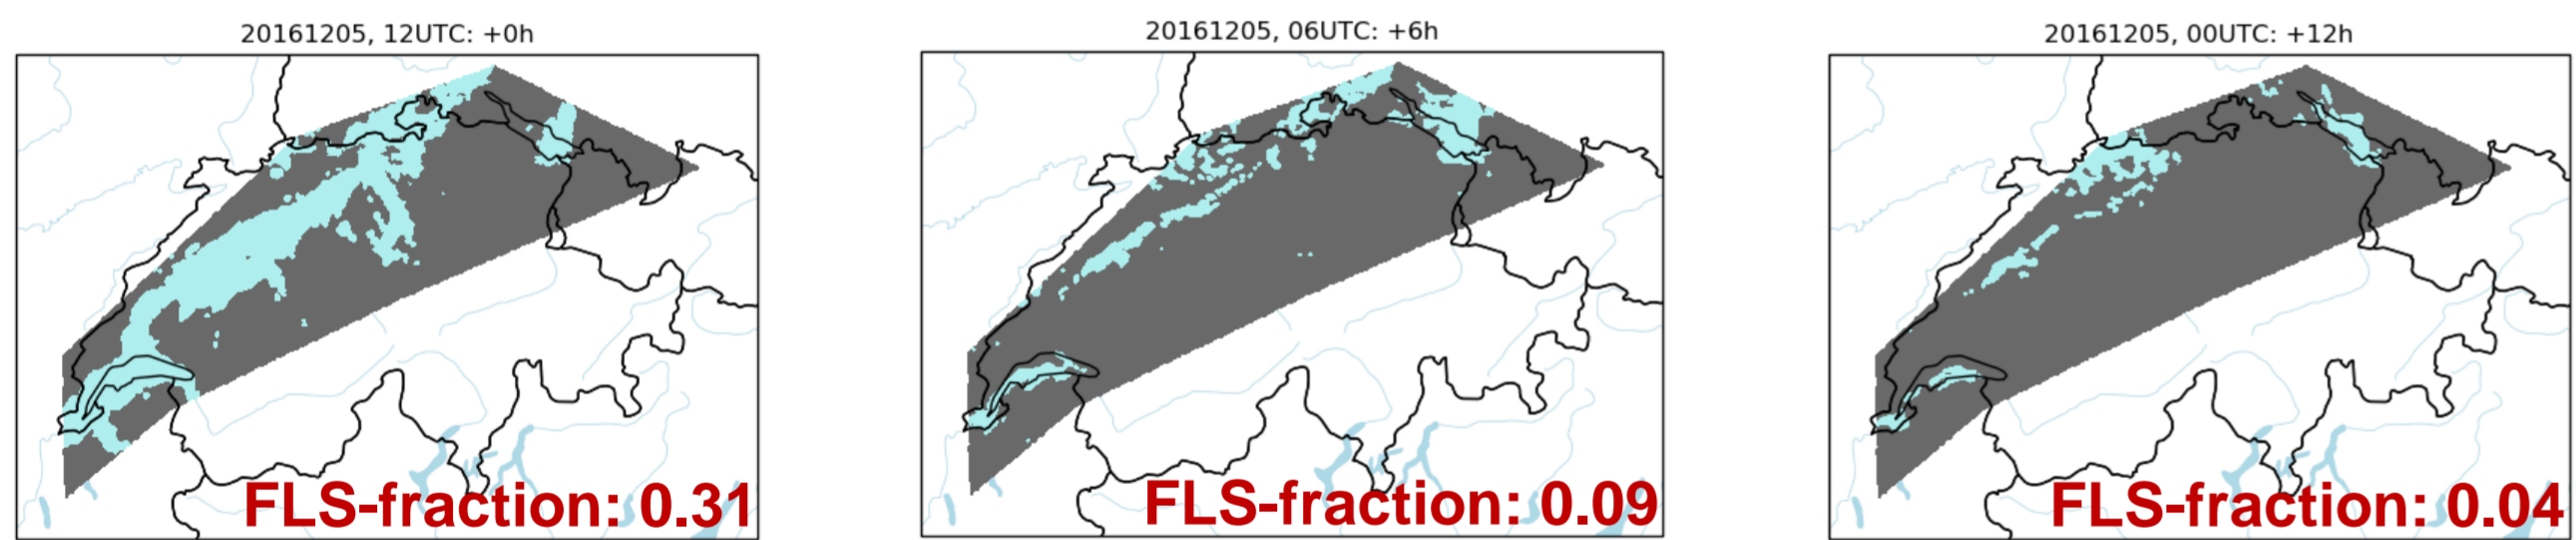 20161205, 12UTC: +0h
20161205, 06UTC: +6h
20161205, 00UTC: +12h
FLS-fraction: 0.31
FLS-fraction: 0.09
FLS-fraction: 0.04